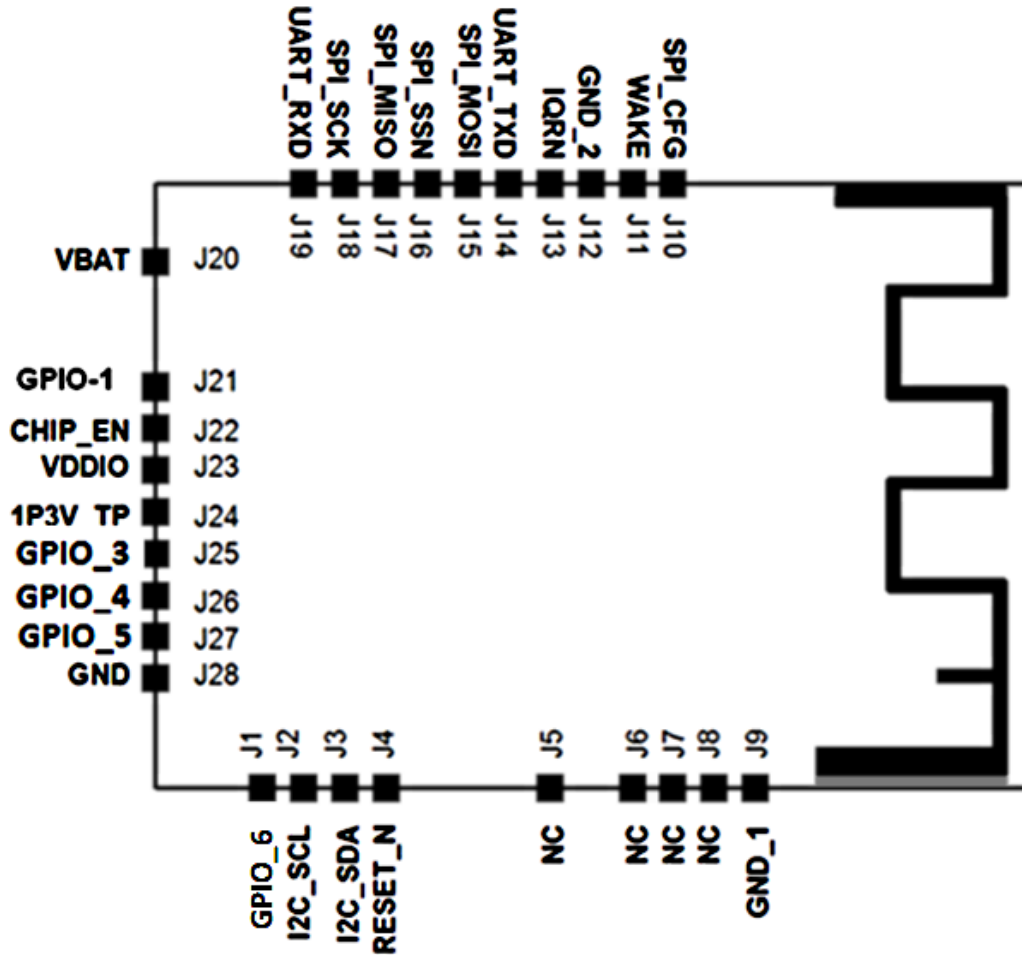 UART_RXD
SPI_SCK
SPI_MISO
SPI_SSN
SPI_MOSI
UART_TXD
IQRN
GND_2
WAKE
SPI_CFG
J19
J18
J17
J16
J15
J14
J13
J12
J11
J10
VBAT J20
GPIO-1 J21
CHIP_EN J22
VDDIO J23
1P3V TP J24
GPIO_3 J25
GPIO_4 J26
GPIO_5 J27
GND J28
J1
J2
J3
J4
J5
J6
J7
J8
J9
GPIO_6
I2C_SCL
I2C_SDA
RESET_N
NC
NC
NC
NC
GND_1